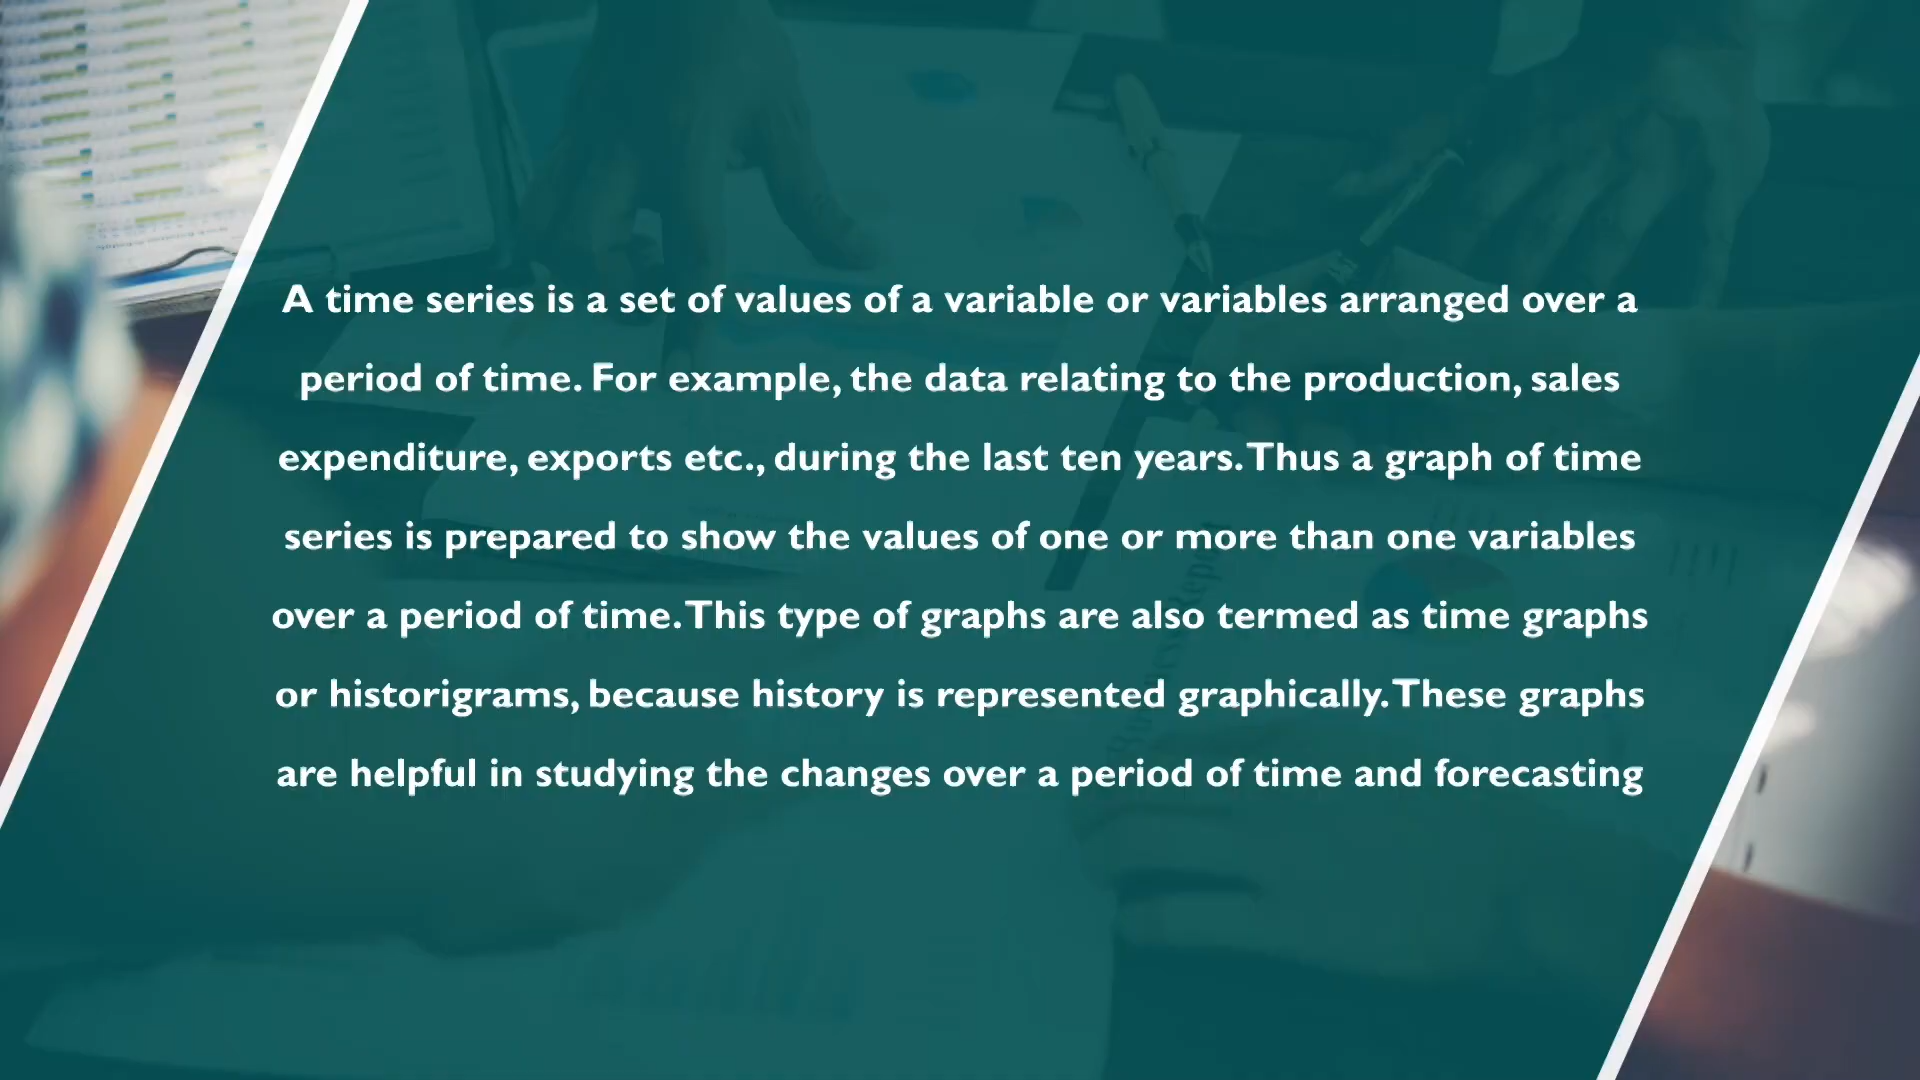 A time series is a set of values of a variable or variables arranged over a
period of time. For example, the data relating to the production, sales
expenditure, exports etc., during the last ten years. Thus a graph of time
series is prepared to show the values of one or more than one variables
over a period of time. This type of graphs are also termed as time graphs
or historigrams, because history is represented graphically. These graphs
are helpful in studying the changes over a period of time and forecasting